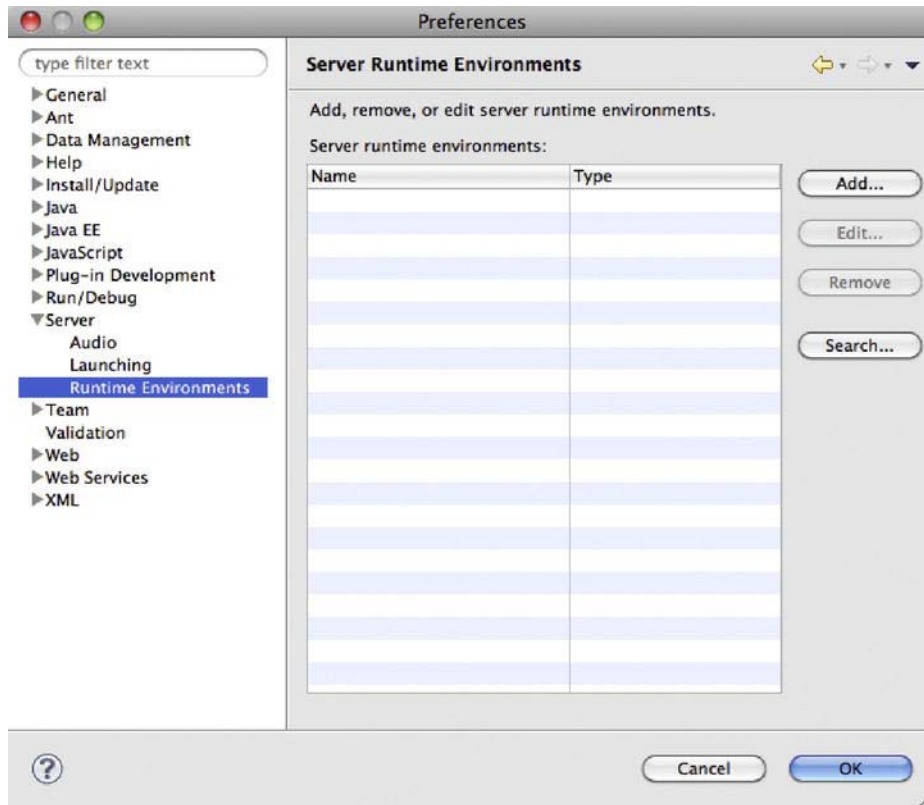 Preferences
type filter text
General
Ant
Data Management
Help
Install/Update
Java
Java EE
JavaScript
Plug-in Development
Run/Debug
Server
Audio
Launching
Runtime Environments
Team
Validation
Web
Web Services
XML
Server Runtime Environments
Add, remove, or edit server runtime environments.
Server runtime environments:
Name Type
Add...
Edit...
Remove
Search...
?
Cancel OK